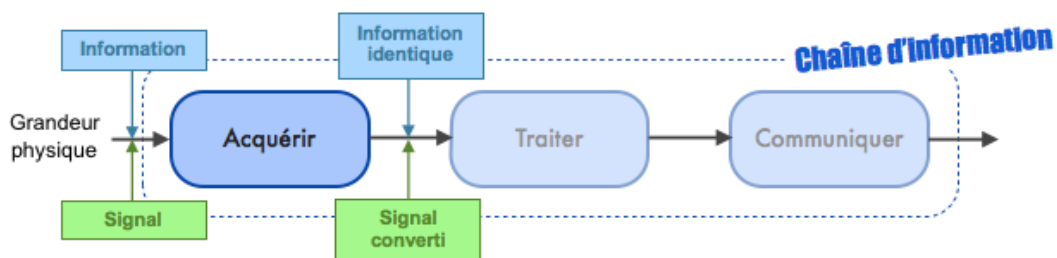 Information
Information
identique
Chaîne d'information
Grandeur
physique
Acquérir
Traiter
Communiquer
Signal
Signal
converti